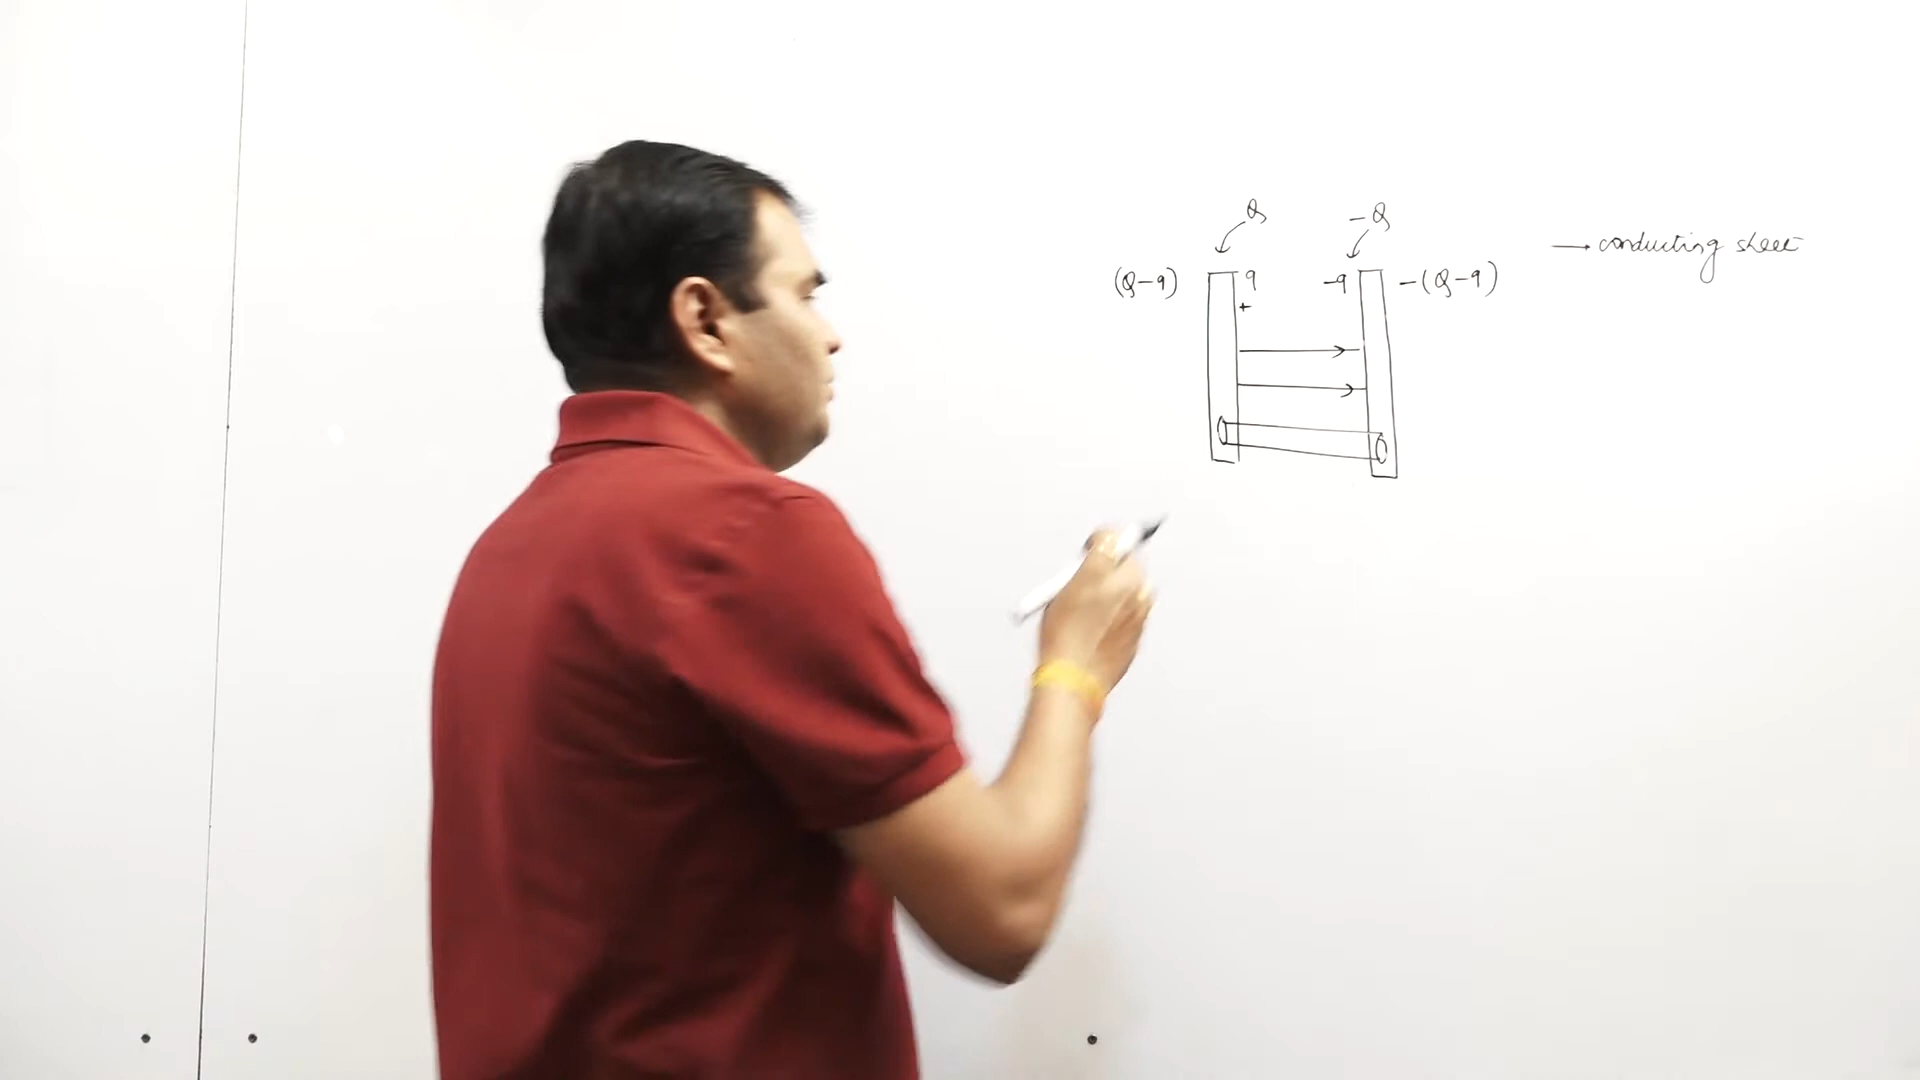 Q -Q
→ conducting sheet
(Q-q) q -q -(Q-q)
+